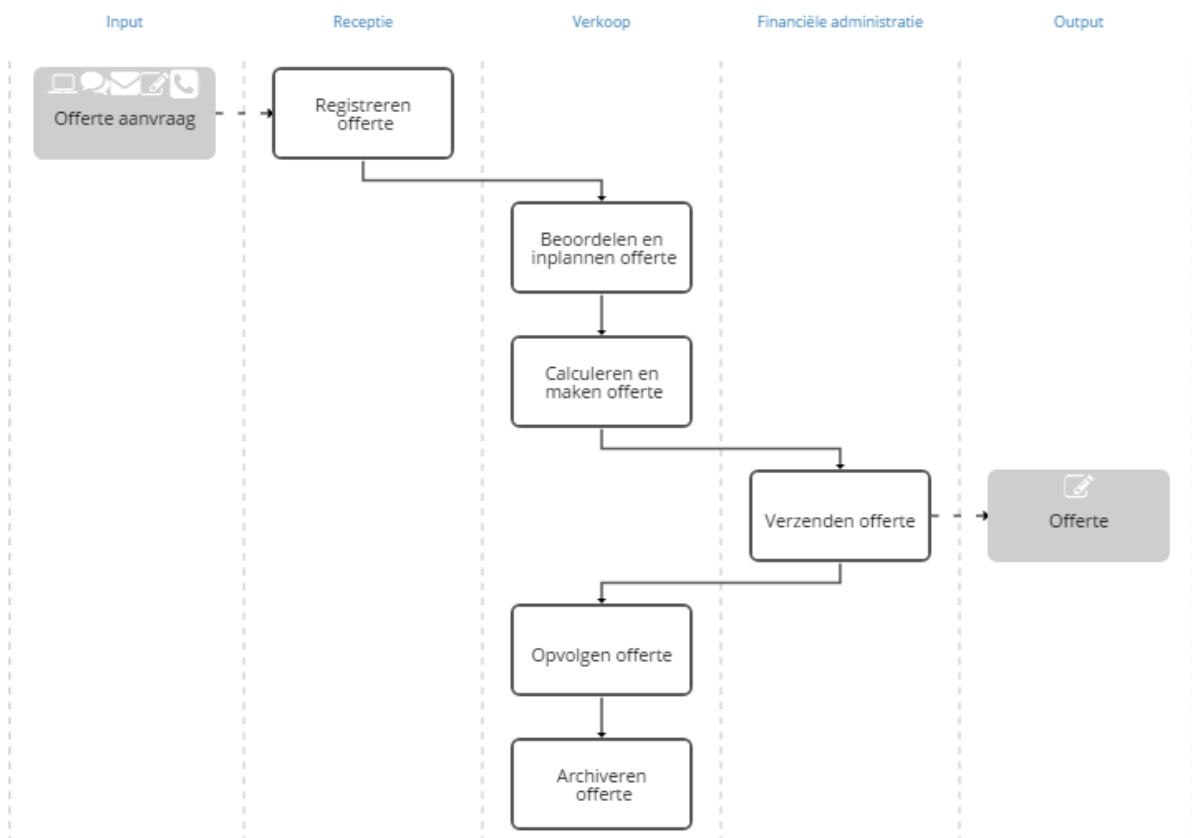 Input
Receptie
Verkoop
Financiële administratie
Output
Offerte aanvraag
Registreren
offerte
Beoordelen en
inplannen offerte
Calculeren en
maken offerte
Verzenden offerte
Offerte
Opvolgen offerte
Archiveren
offerte